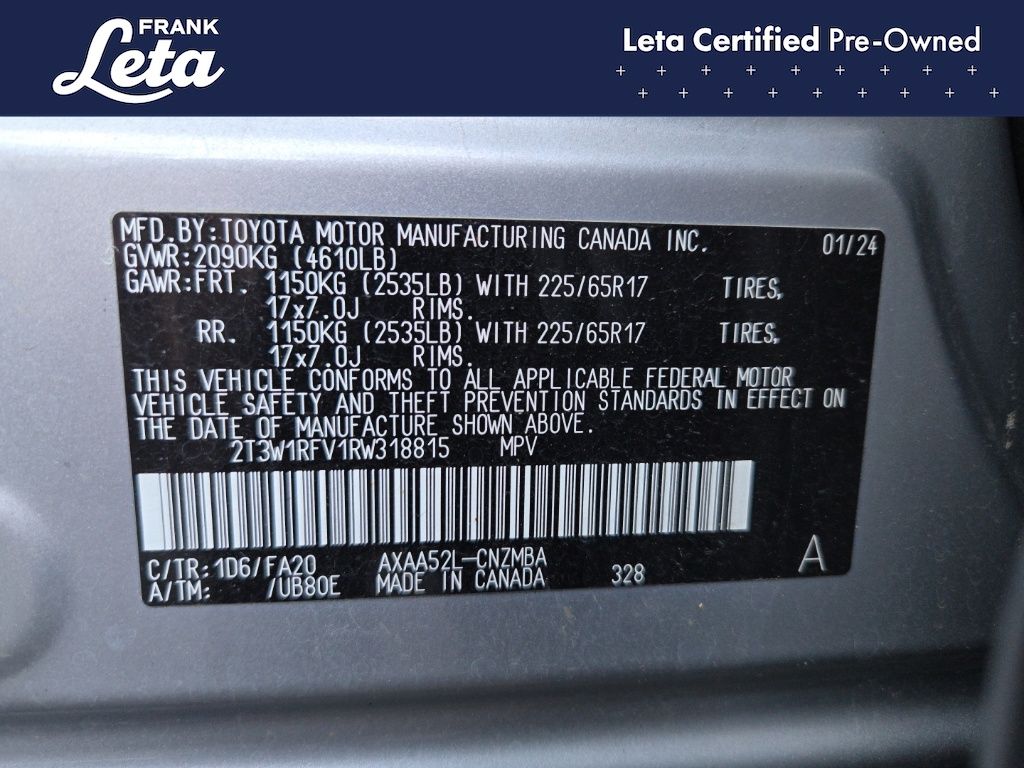 FRANK
Leta
Leta Certified Pre-Owned
MFD.BY:TOYOTA MOTOR MANUFACTURING CANADA INC. 01/24
GVWR:2090KG (4610LB)
GAWR:FRT. 1150KG (2535LB) WITH 225/65R17 TIRES,
17x7.0J RIMS.
RR. 1150KG (2535LB) WITH 225/65R17 TIRES,
17x7.0J RIMS.
THIS VEHICLE CONFORMS TO ALL APPLICABLE FEDERAL MOTOR
VEHICLE SAFETY AND THEFT PREVENTION STANDARDS IN EFFECT ON
THE DATE OF MANUFACTURE SHOWN ABOVE.
2T3W1RFV1RW318815 MPV
C/TR:1D6/FA20 AXAA52L-CNZMBA
A/TM: /UB80E MADE IN CANADA 328 A